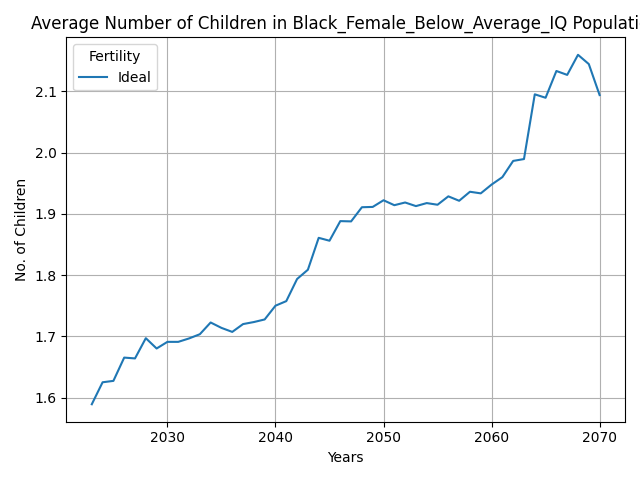 Average Number of Children in Black_Female_Below_Average_IQ Populati
Fertility
Ideal
2.1
2.0
1.9
1.8
1.7
1.6
No. of Children
2030 2040 2050 2060 2070
Years